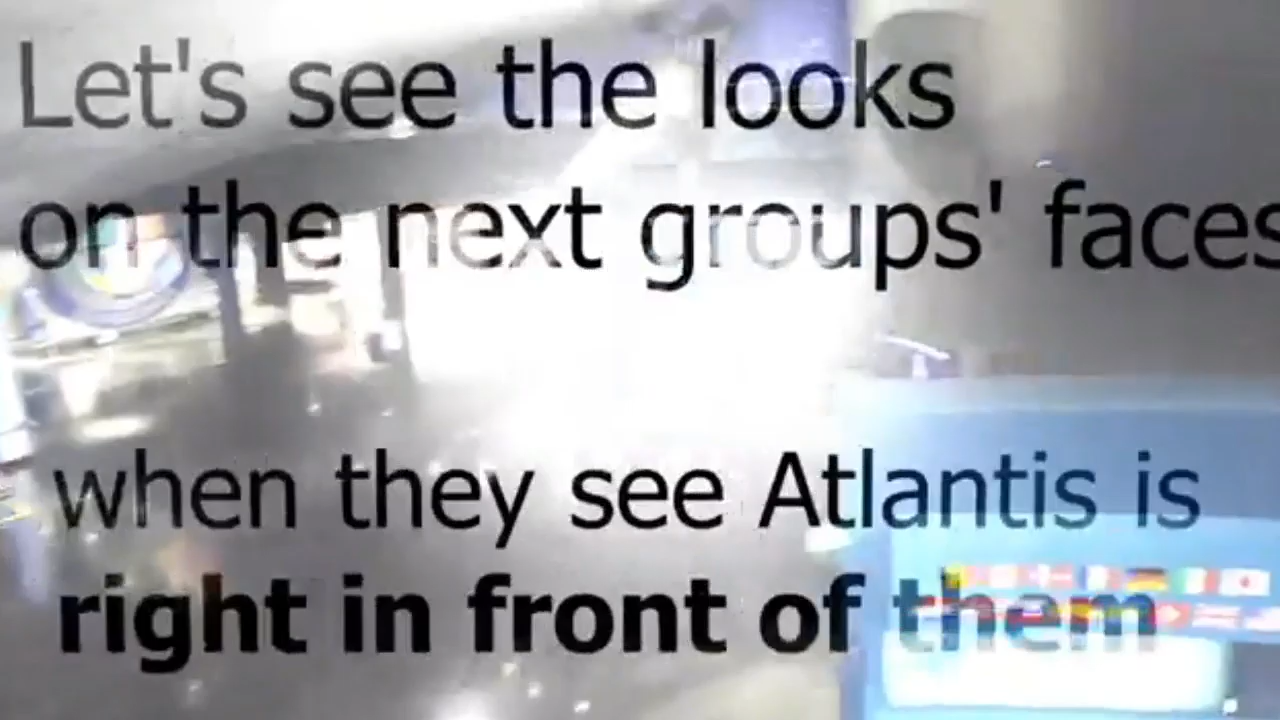 Let's see the looks
on the next groups' faces
when they see Atlantis is
right in front of them